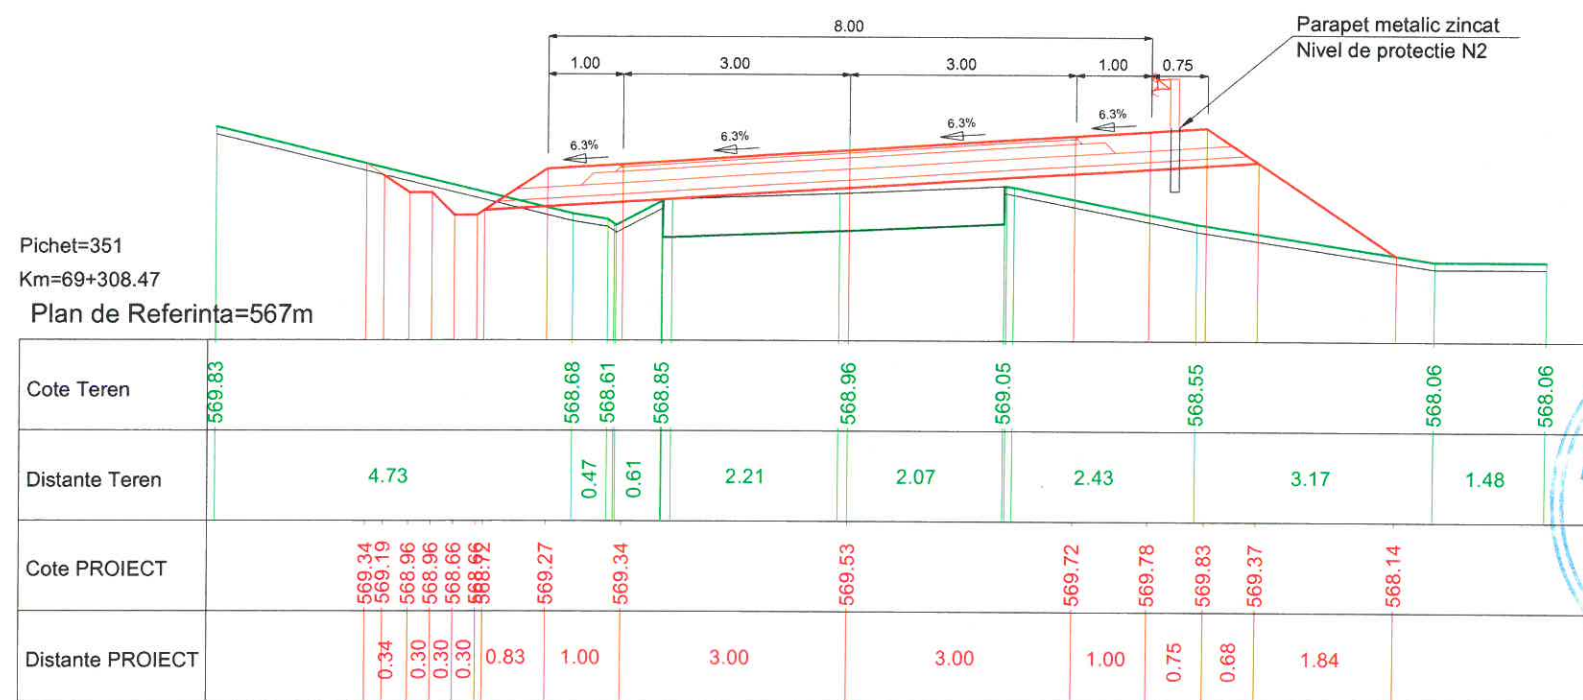 8.00
1.00 3.00 3.00 1.00 0.75
Parapet metalic zincat
Nivel de protectie N2
6.3% 6.3% 6.3% 6.3%
Pichet=351
Km=69+308.47
Plan de Referinta=567m
Cote Teren 569.83 568.68 568.61 568.85 568.96 569.05 568.55 568.06 568.06
Distante Teren 4.73 0.47 0.61 2.21 2.07 2.43 3.17 1.48
Cote PROIECT 569.34 569.19 568.96 568.96 568.66 568.66 568.72 569.27 569.34 569.53 569.72 569.78 569.83 569.37 568.14
Distante PROIECT 0.34 0.30 0.30 0.30 0.83 1.00 3.00 3.00 1.00 0.75 0.68 1.84